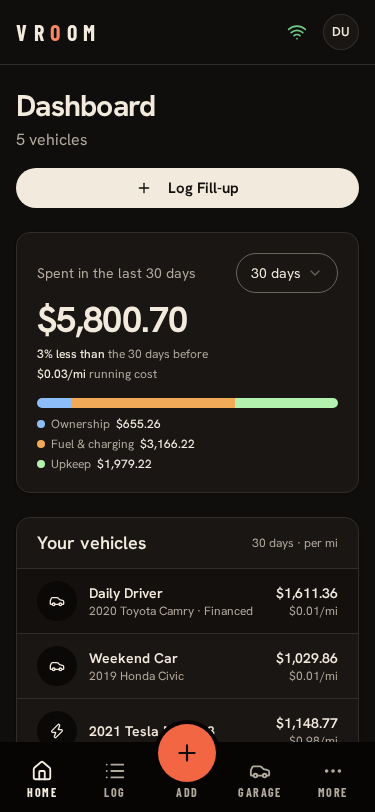 VROOM
DU
Dashboard
5 vehicles
Log Fill-up
Spent in the last 30 days
30 days
$5,800.70
3% less than the 30 days before
$0.03/mi running cost
Ownership $655.26
Fuel & charging $3,166.22
Upkeep $1,979.22
Your vehicles
30 days · per mi
Daily Driver
$1,611.36
2020 Toyota Camry · Financed
$0.01/mi
Weekend Car
$1,029.86
2019 Honda Civic
$0.01/mi
2021 Tesla
3
$1,148.77
$0.98/mi
HOME
LOG
ADD
GARAGE
MORE